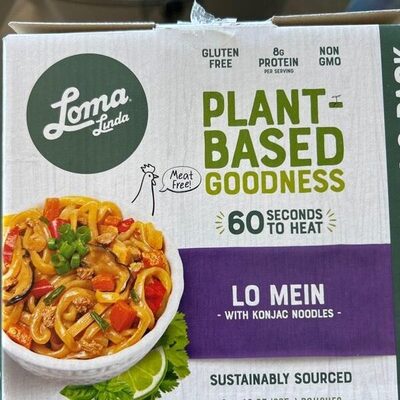 Loma
Linda
GLUTEN
FREE
8G
PROTEIN
PER SERVING
NON
GMO
PLANT-
BASED
GOODNESS
Meat
Free!
60 SECONDS
TO HEAT
LO MEIN
- WITH KONJAC NOODLES -
SUSTAINABLY SOURCED